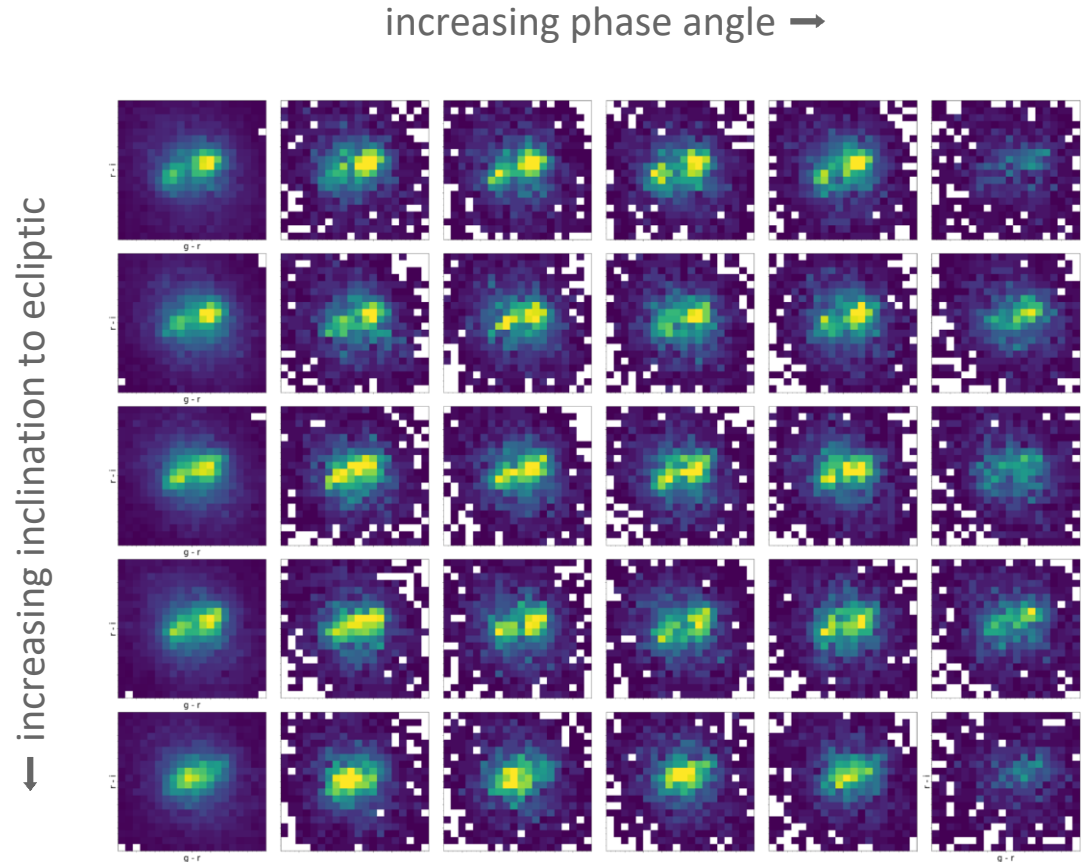 increasing phase angle →
← increasing inclination to ecliptic
r - i
g - r
r - i
g - r
r - i
g - r
r - i
g - r
r - i
r - i
g - r
g - r